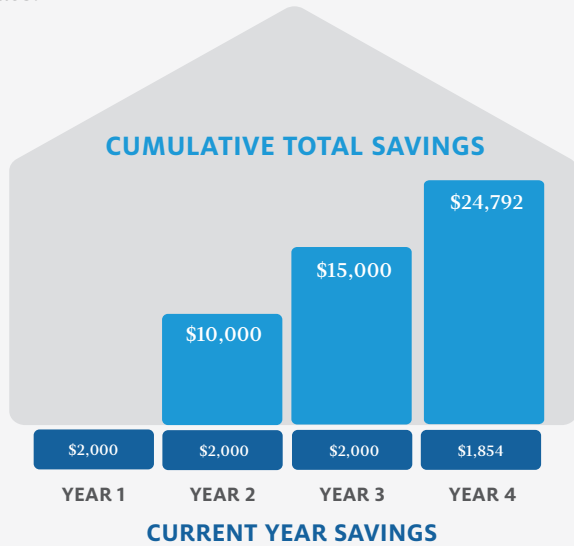 CUMULATIVE TOTAL SAVINGS
$24,792
$15,000
$10,000
$2,000 $2,000 $2,000 $1,854
YEAR 1 YEAR 2 YEAR 3 YEAR 4
CURRENT YEAR SAVINGS